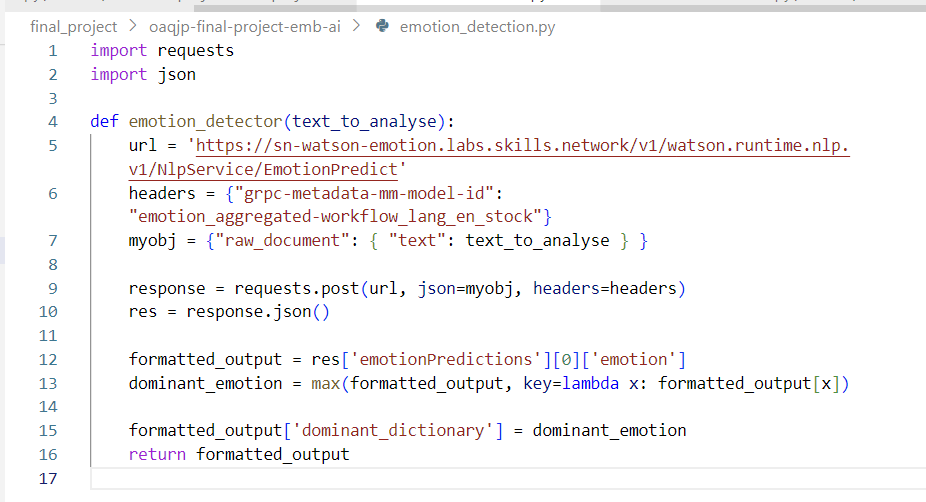 final_project > oaqjp-final-project-emb-ai > emotion_detection.py
1 import requests
2 import json
3
4 def emotion_detector(text_to_analyse):
5     url = 'https://sn-watson-emotion.labs.skills.network/v1/watson.runtime.nlp.
v1/NlpService/EmotionPredict'
6     headers = {"grpc-metadata-mm-model-id":
"emotion_aggregated-workflow_lang_en_stock"}
7     myobj = {"raw_document": { "text": text_to_analyse } }
8
9     response = requests.post(url, json=myobj, headers=headers)
10     res = response.json()
11
12     formatted_output = res['emotionPredictions'][0]['emotion']
13     dominant_emotion = max(formatted_output, key=lambda x: formatted_output[x])
14
15     formatted_output['dominant_dictionary'] = dominant_emotion
16     return formatted_output
17